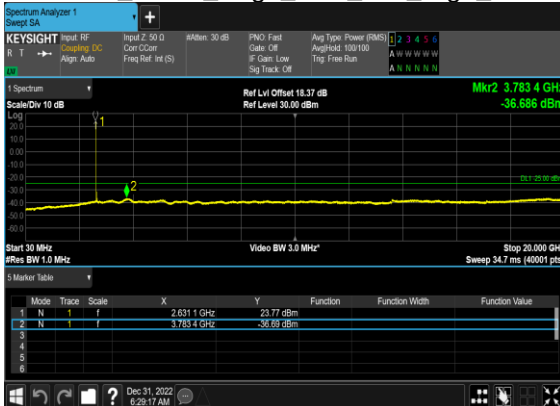 Spectrum Analyzer 1
Swept SA
+
KEYSIGHT Input: RF Input Z: 50 Ω #Atten: 30 dB PNO: Fast Avg Type: Power (RMS) 1 2 3 4 5 6
R T Coupling: DC Corr CCorr Gate: Off Avg|Hold: 100/100 A W W W W W
Align: Auto Freq Ref: Int (S) IF Gain: Low Trig: Free Run
LXI Sig Track: Off A N N N N N
1 Spectrum Ref Lvl Offset 18.37 dB Mkr2 3.783 4 GHz
Scale/Div 10 dB Ref Level 30.00 dBm -36.686 dBm
Log
20.0
10.0
0.00
-10.0
-20.0
-30.0
-40.0
-50.0
-60.0
1
2
Start 30 MHz Video BW 3.0 MHz* Stop 20.000 GH
#Res BW 1.0 MHz Sweep 34.7 ms (40001 pts
5 Marker Table
Mode Trace Scale X Y Function Function Width Function Value
1 N 1 f 2.631 1 GHz 23.77 dBm
2 N 1 f 3.783 4 GHz -36.69 dBm
3
4
5
6
? Dec 31, 2022
6:29:17 AM